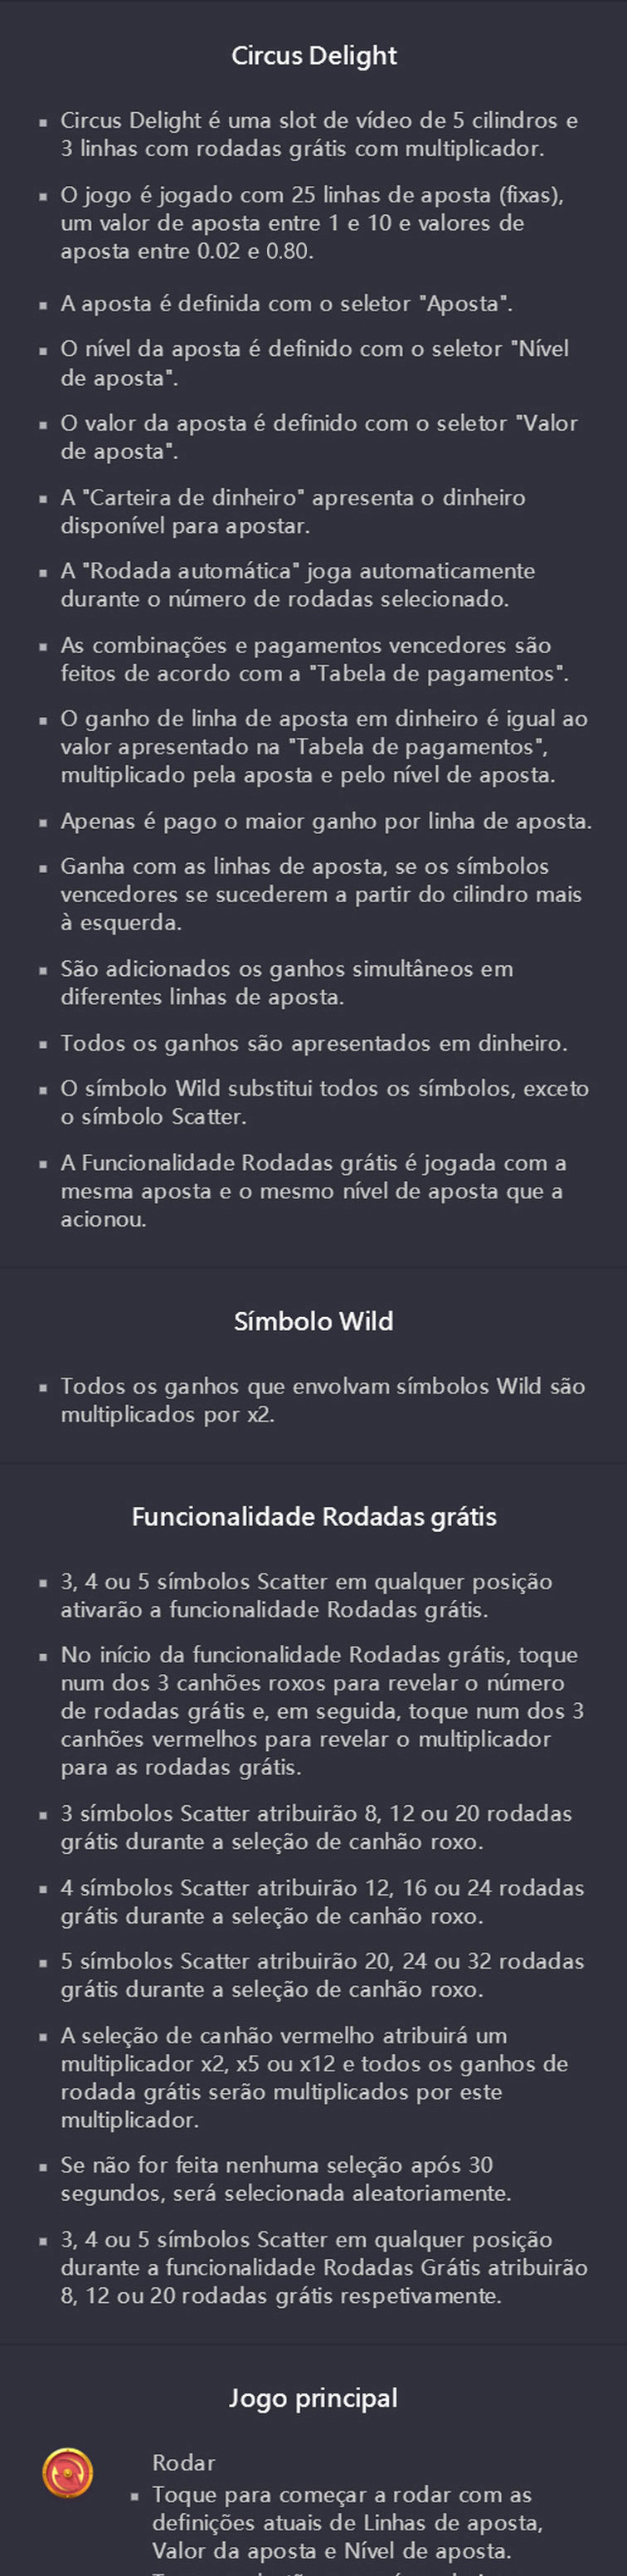 Circus Delight
Circus Delight é uma slot de vídeo de 5 cilindros e
3 linhas com rodadas grátis com multiplicador.
O jogo é jogado com 25 linhas de aposta (fixas),
um valor de aposta entre 1 e 10 e valores de
aposta entre 0.02 e 0.80.
A aposta é definida com o seletor "Aposta".
O nível da aposta é definido com o seletor "Nível
de aposta".
O valor da aposta é definido com o seletor "Valor
de aposta".
A "Carteira de dinheiro" apresenta o dinheiro
disponível para apostar.
A "Rodada automática" joga automaticamente
durante o número de rodadas selecionado.
As combinações e pagamentos vencedores são
feitos de acordo com a "Tabela de pagamentos".
O ganho de linha de aposta em dinheiro é igual ao
valor apresentado na "Tabela de pagamentos",
multiplicado pela aposta e pelo nível de aposta.
Apenas é pago o maior ganho por linha de aposta.
Ganha com as linhas de aposta, se os símbolos
vencedores se sucederem a partir do cilindro mais
à esquerda.
São adicionados os ganhos simultâneos em
diferentes linhas de aposta.
Todos os ganhos são apresentados em dinheiro.
O símbolo Wild substitui todos os símbolos, exceto
o símbolo Scatter.
A Funcionalidade Rodadas grátis é jogada com a
mesma aposta e o mesmo nível de aposta que a
acionou.
Símbolo Wild
Todos os ganhos que envolvam símbolos Wild são
multiplicados por x2.
Funcionalidade Rodadas grátis
3, 4 ou 5 símbolos Scatter em qualquer posição
ativarão a funcionalidade Rodadas grátis.
No início da funcionalidade Rodadas grátis, toque
num dos 3 canhões roxos para revelar o número
de rodadas grátis e, em seguida, toque num dos 3
canhões vermelhos para revelar o multiplicador
para as rodadas grátis.
3 símbolos Scatter atribuirão 8, 12 ou 20 rodadas
grátis durante a seleção de canhão roxo.
4 símbolos Scatter atribuirão 12, 16 ou 24 rodadas
grátis durante a seleção de canhão roxo.
5 símbolos Scatter atribuirão 20, 24 ou 32 rodadas
grátis durante a seleção de canhão roxo.
A seleção de canhão vermelho atribuirá um
multiplicador x2, x5 ou x12 e todos os ganhos de
rodada grátis serão multiplicados por este
multiplicador.
Se não for feita nenhuma seleção após 30
segundos, será selecionada aleatoriamente.
3, 4 ou 5 símbolos Scatter em qualquer posição
durante a funcionalidade Rodadas Grátis atribuirão
8, 12 ou 20 rodadas grátis respetivamente.
Jogo principal
Rodar
Toque para começar a rodar com as
definições atuais de Linhas de aposta,
Valor da aposta e Nível de aposta.